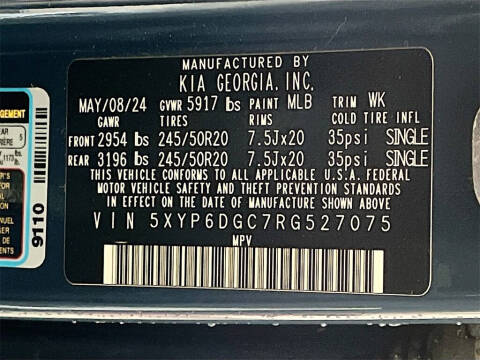 MANUFACTURED BY
KIA GEORGIA, INC.
MAY/08/24 GVWR 5917 lbs PAINT MLB TRIM WK
GAWR TIRES RIMS COLD TIRE INFL
FRONT 2954 lbs 245/50R20 7.5Jx20 35psi SINGLE
REAR 3196 lbs 245/50R20 7.5Jx20 35psi SINGLE
THIS VEHICLE CONFORMS TO ALL APPLICABLE U.S.A. FEDERAL
MOTOR VEHICLE SAFETY AND THEFT PREVENTION STANDARDS
IN EFFECT ON THE DATE OF MANUFACTURE SHOWN ABOVE.
VIN 5XYP6DGC7RG527075
MPV
9110